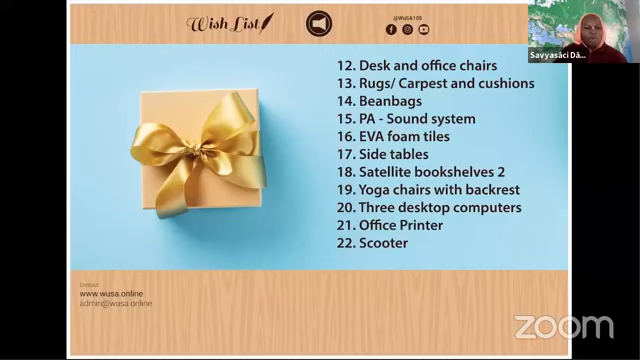 Wish List
@WuSA108
Savyasāci Dā...
12. Desk and office chairs
13. Rugs/ Carpest and cushions
14. Beanbags
15. PA - Sound system
16. EVA foam tiles
17. Side tables
18. Satellite bookshelves 2
19. Yoga chairs with backrest
20. Three desktop computers
21. Office Printer
22. Scooter
Contact:
www.wusa.online
admin@wusa.online
zoom